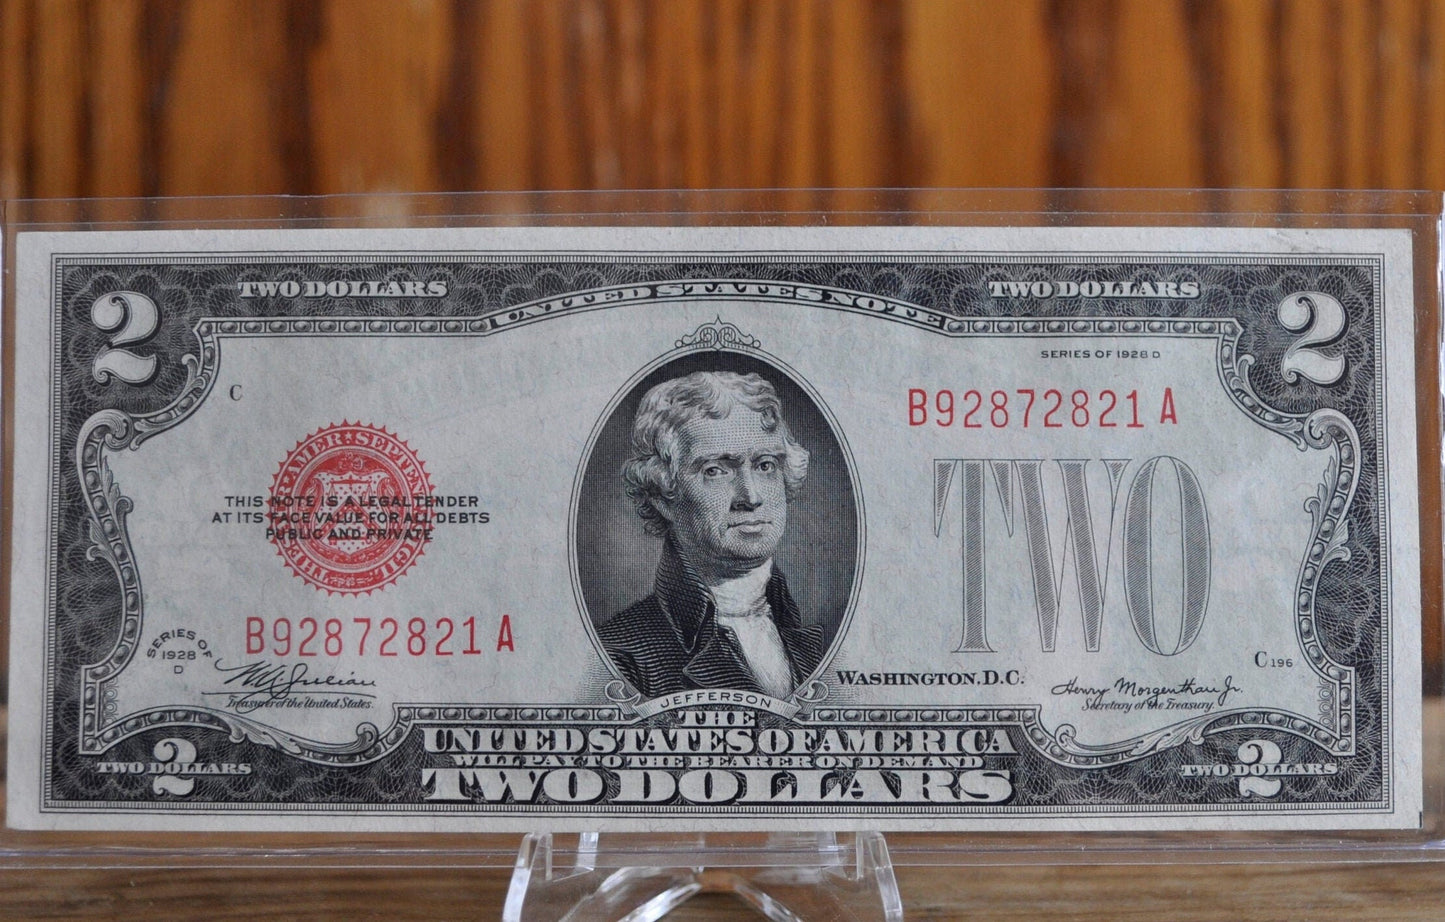 2
TWO DOLLARS
UNITED STATES NOTE
TWO DOLLARS
2
SERIES OF 1928 D
C
B92872821A
TWO
THIS NOTE IS A LEGAL TENDER
AT ITS FACE VALUE FOR ALL DEBTS
PUBLIC AND PRIVATE
B92872821A
SERIES OF
1928
D
W.A. Julian
Treasurer of the United States.
JEFFERSON
WASHINGTON, D.C.
C 196
Henry Morgenthau Jr.
Secretary of the Treasury.
THE
UNITED STATES OF AMERICA
WILL PAY TO THE BEARER ON DEMAND
TWO DOLLARS
2
TWO DOLLARS
2
TWO DOLLARS